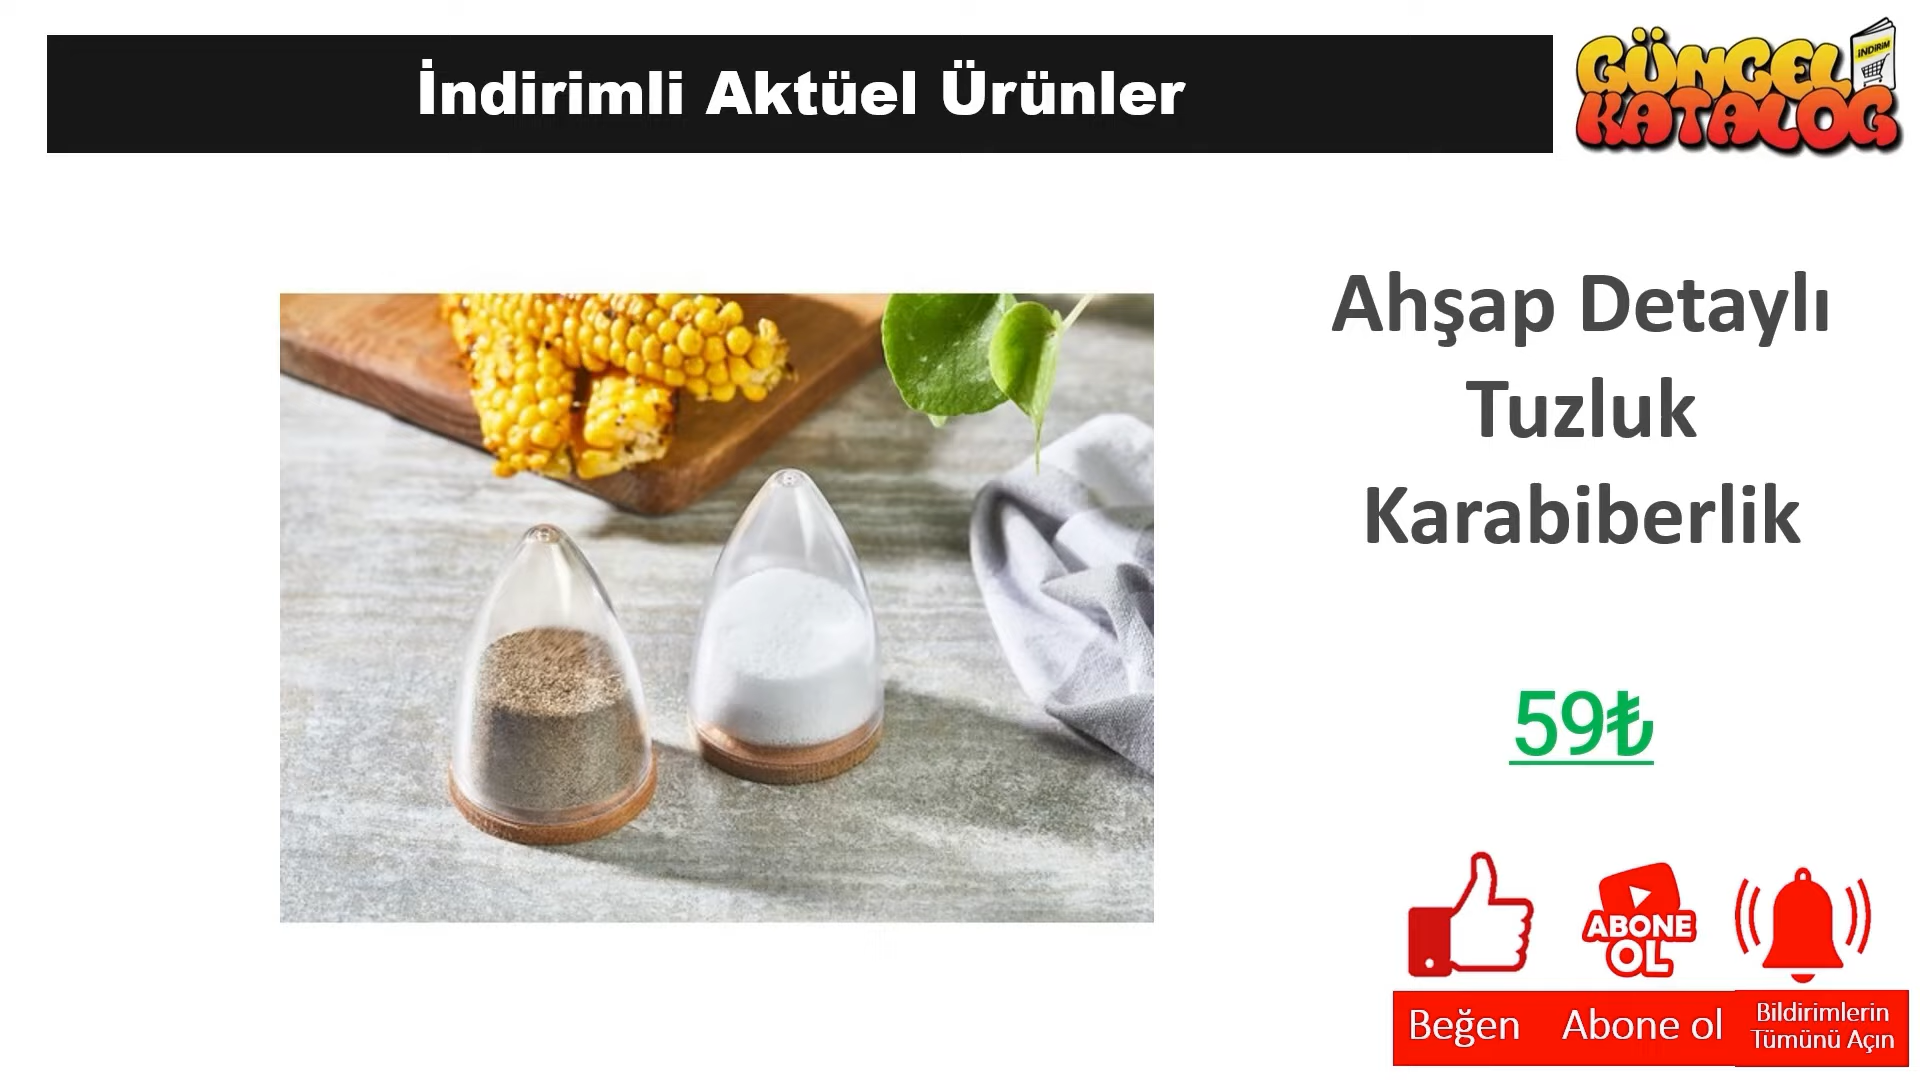 İndirimli Aktüel Ürünler
GÜNCEL
KATALOG
İNDİRİM
Ahşap Detaylı
Tuzluk
Karabiberlik
59₺
ABONE
OL
Beğen
Abone ol
Bildirimlerin
Tümünü Açın